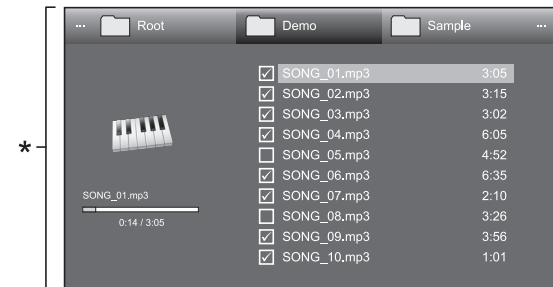 *
... Root Demo Sample ...
SONG_01.mp3 3:05
SONG_02.mp3 3:15
SONG_03.mp3 3:02
SONG_04.mp3 6:05
SONG_05.mp3 4:52
SONG_06.mp3 6:35
SONG_07.mp3 2:10
SONG_08.mp3 3:26
SONG_09.mp3 3:56
SONG_10.mp3 1:01
SONG_01.mp3
0:14 / 3:05